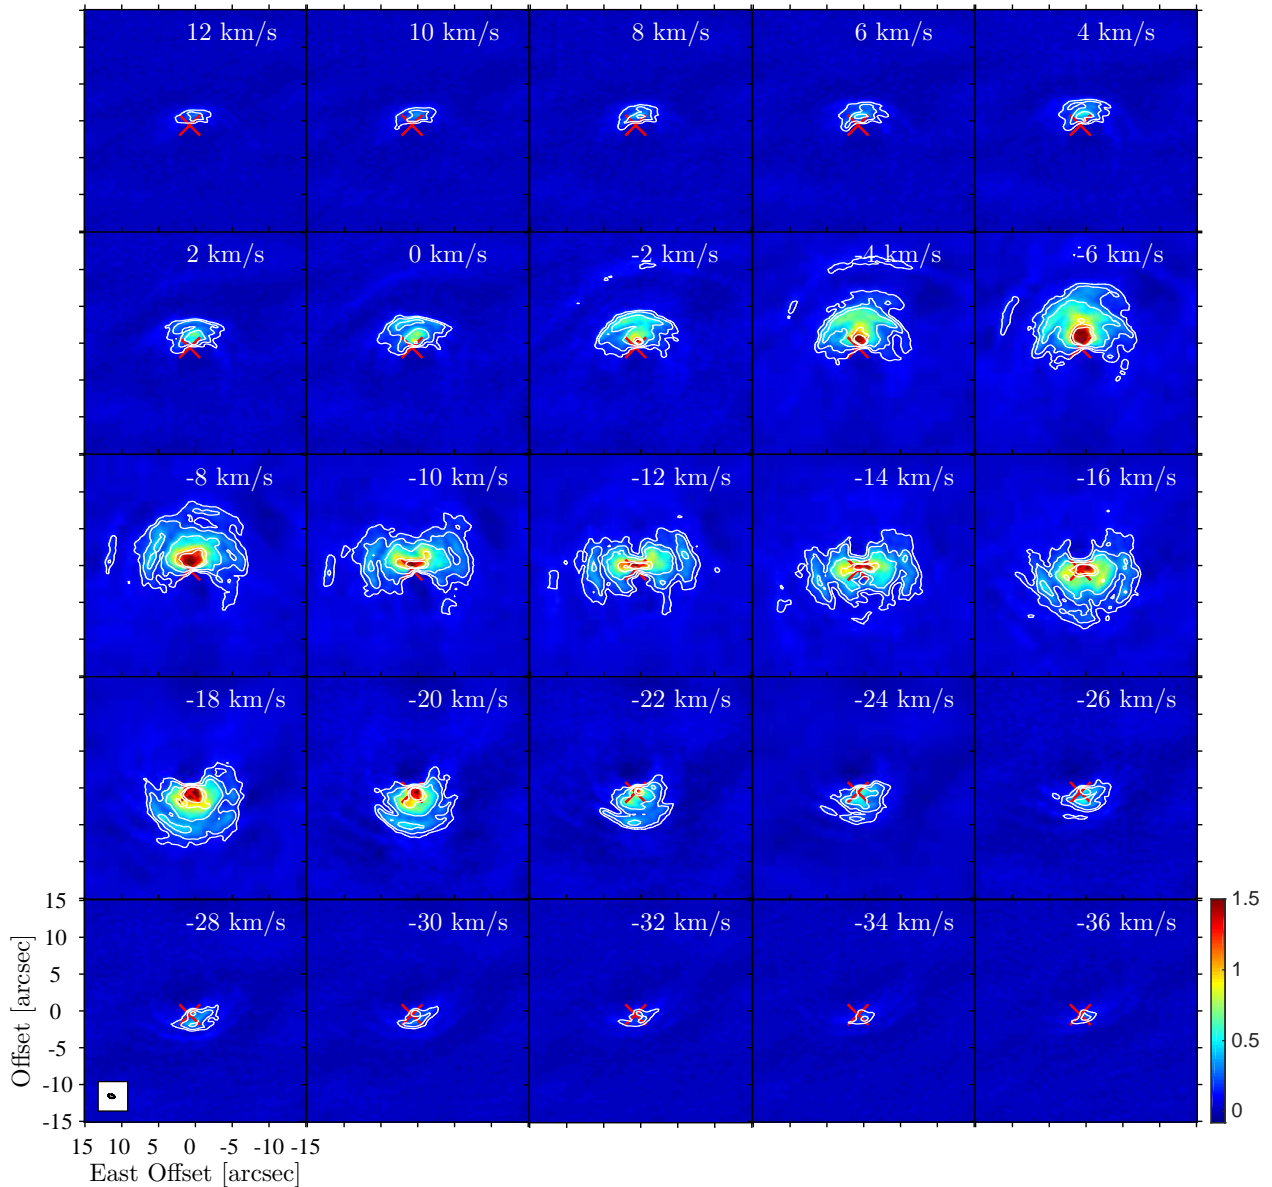 12 km/s 10 km/s 8 km/s 6 km/s 4 km/s
2 km/s 0 km/s -2 km/s -4 km/s -6 km/s
-8 km/s -10 km/s -12 km/s -14 km/s -16 km/s
-18 km/s -20 km/s -22 km/s -24 km/s -26 km/s
-28 km/s -30 km/s -32 km/s -34 km/s -36 km/s
15
10
5
0
-5
-10
-15
Offset [arcsec]
15 10 5 0 -5 -10 -15
East Offset [arcsec]
1.5
1
0.5
0